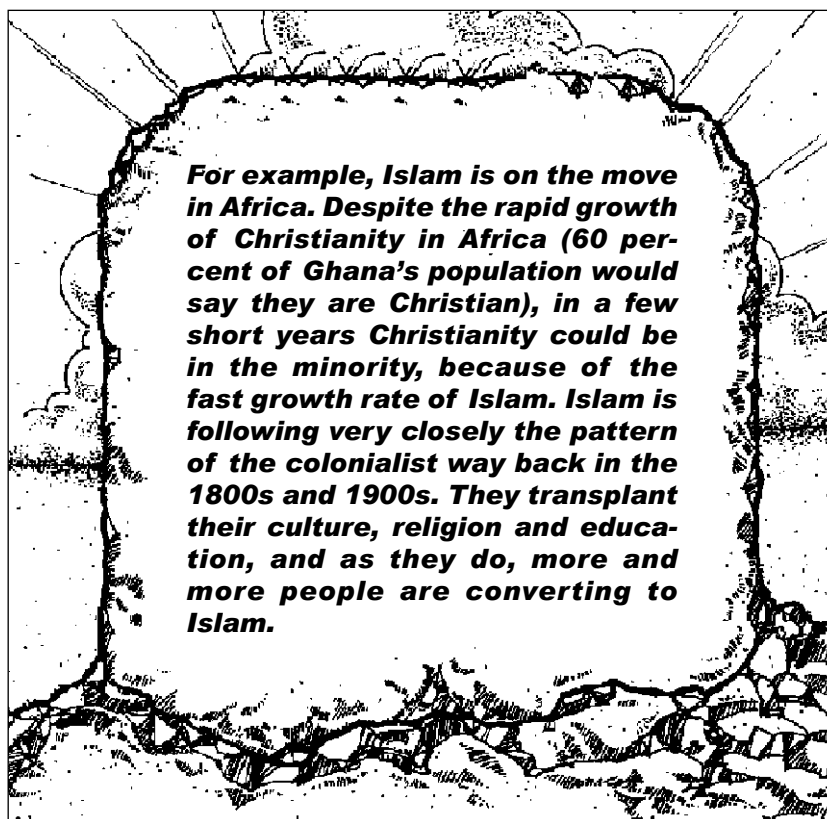 For example, Islam is on the move
in Africa. Despite the rapid growth
of Christianity in Africa (60 per-
cent of Ghana’s population would
say they are Christian), in a few
short years Christianity could be
in the minority, because of the
fast growth rate of Islam. Islam is
following very closely the pattern
of the colonialist way back in the
1800s and 1900s. They transplant
their culture, religion and educa-
tion, and as they do, more and
more people are converting to
Islam.